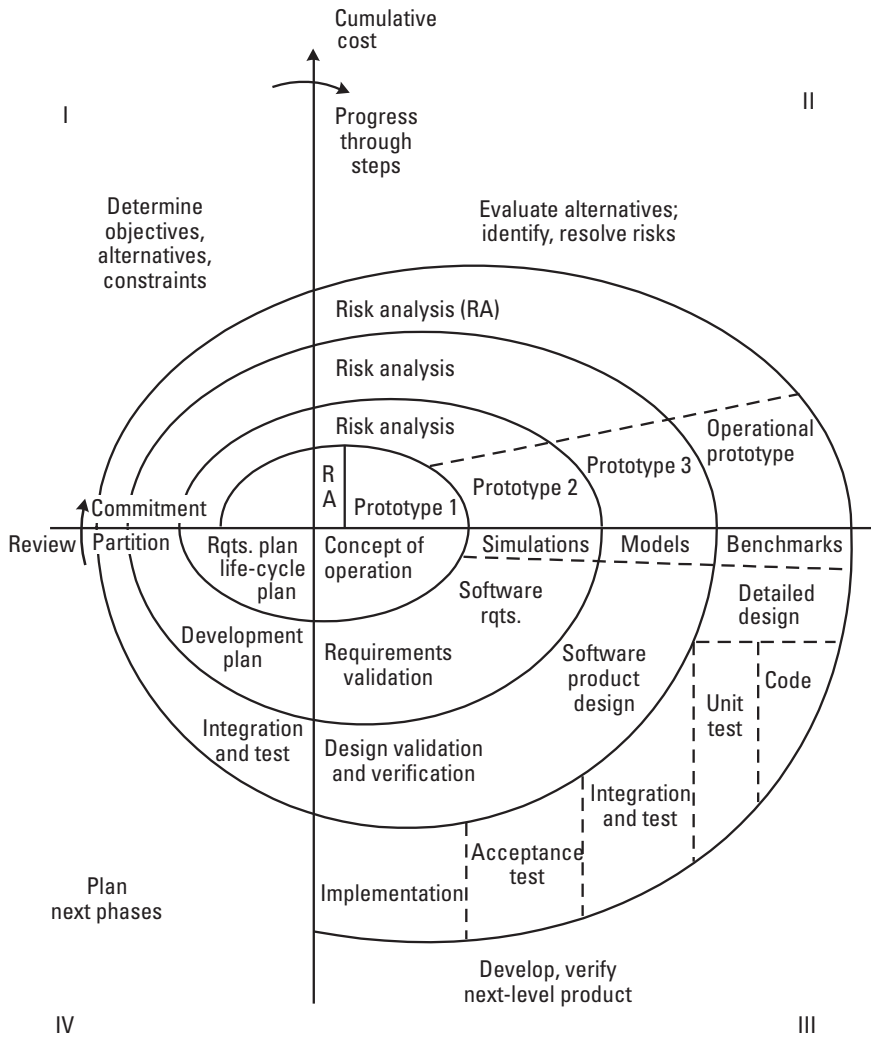 Cumulative
cost
I
II
Progress
through
steps
Determine
objectives,
alternatives,
constraints
Evaluate alternatives;
identify, resolve risks
Risk analysis (RA)
Risk analysis
Risk analysis
R
A
Prototype 1
Prototype 2
Prototype 3
Operational
prototype
Commitment
Review
Partition
Rqts. plan
life-cycle
plan
Concept of
operation
Simulations
Models
Benchmarks
Software
rqts.
Detailed
design
Development
plan
Requirements
validation
Software
product
design
Unit
test
Code
Integration
and test
Design validation
and verification
Integration
and test
Acceptance
test
Implementation
Plan
next phases
Develop, verify
next-level product
IV
III